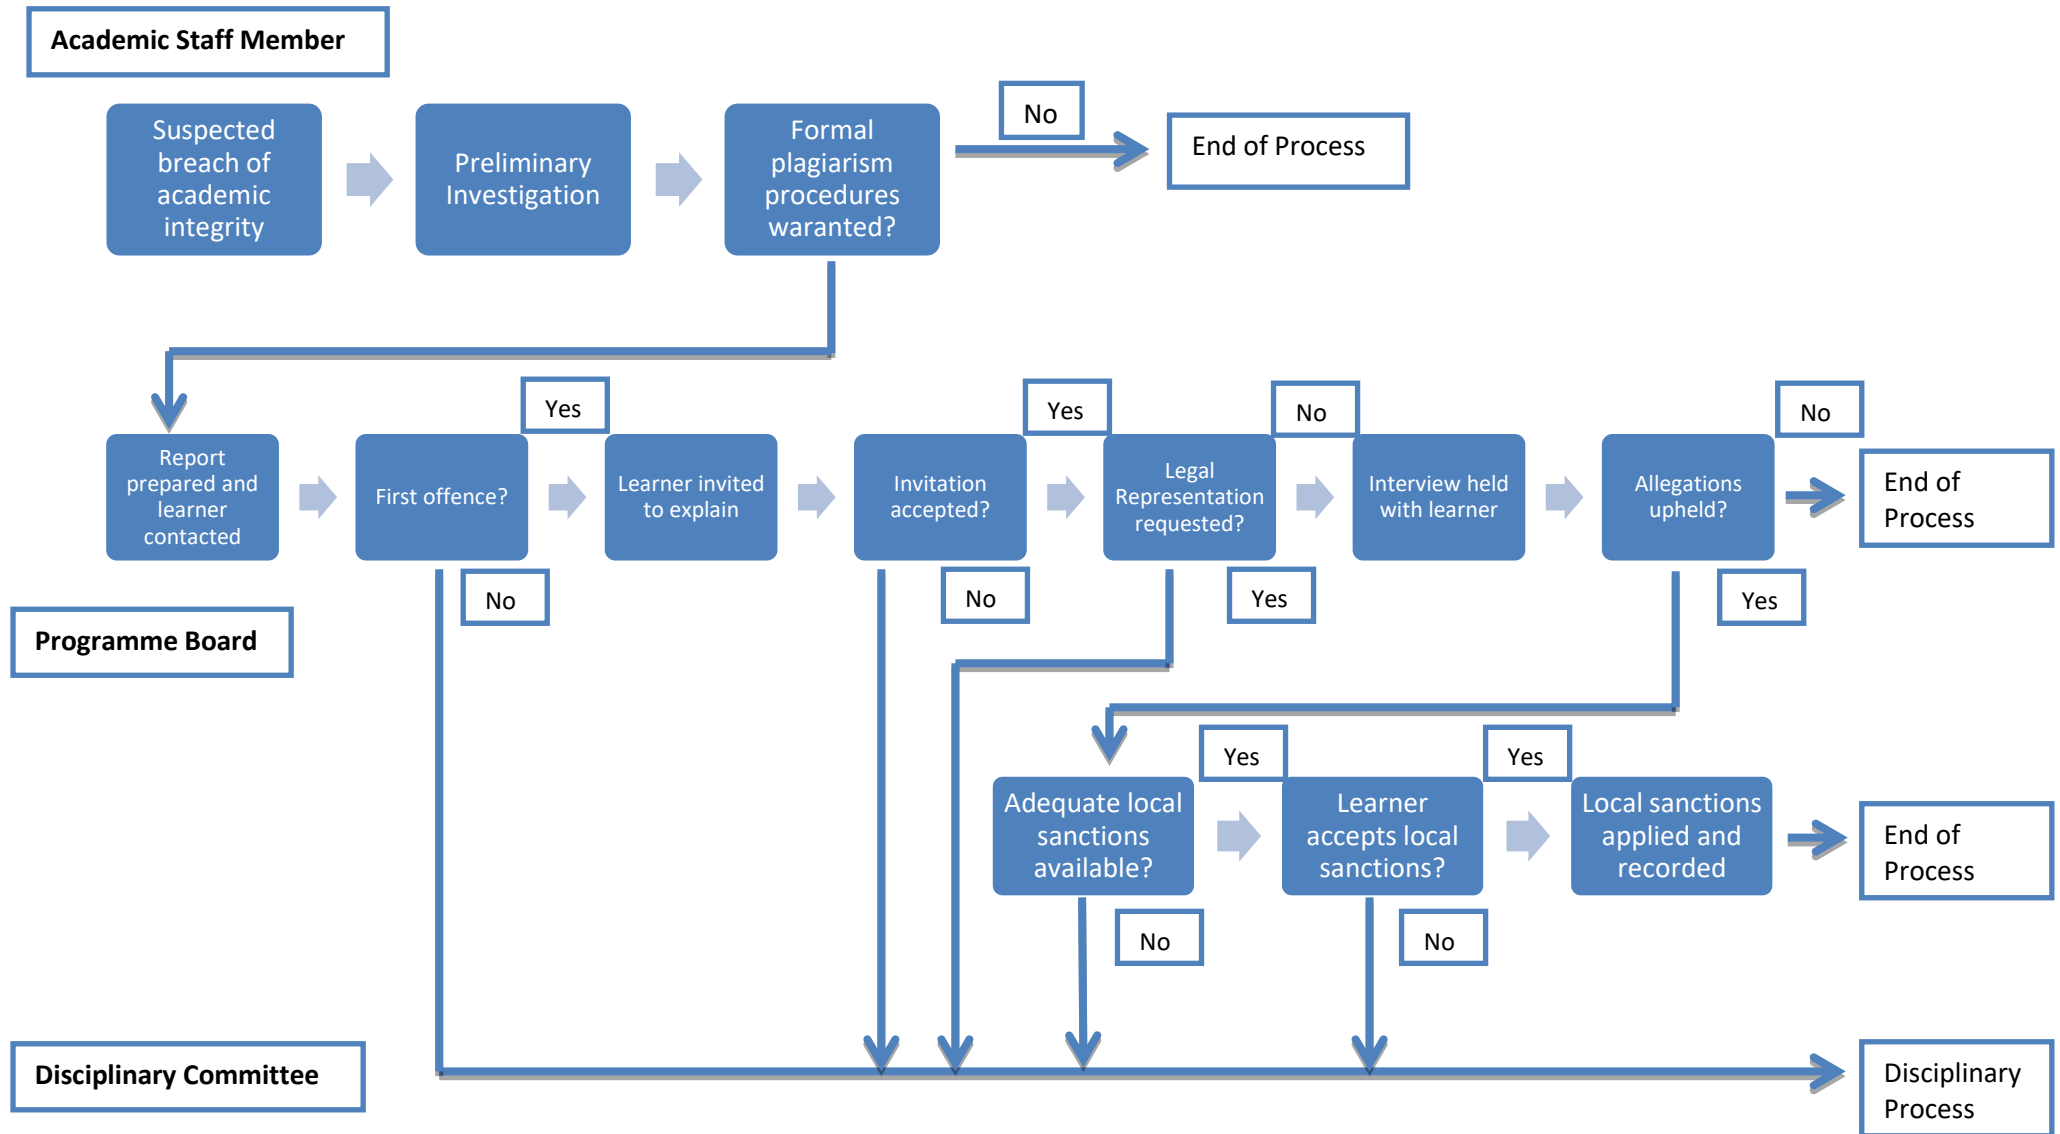 Academic Staff Member
Suspected
breach of
academic
integrity
Preliminary
Investigation
Formal
plagiarism
procedures
waranted?
No
End of Process
Report
prepared and
learner
contacted
First offence?
Yes
No
Learner invited
to explain
Invitation
accepted?
Yes
No
Legal
Representation
requested?
No
Yes
Interview held
with learner
Allegations
upheld?
No
Yes
End of
Process
Programme Board
Adequate local
sanctions
available?
Yes
No
Learner
accepts local
sanctions?
Yes
No
Local sanctions
applied and
recorded
End of
Process
Disciplinary Committee
Disciplinary
Process